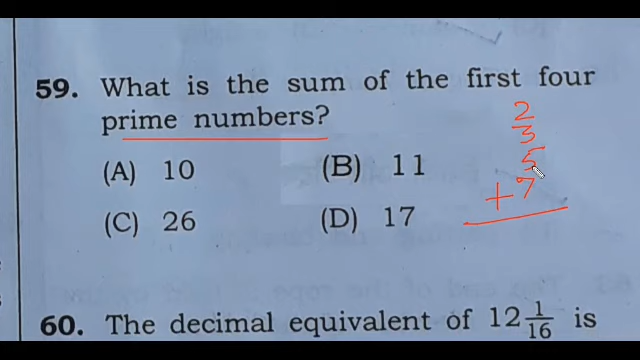 59. What is the sum of the first four
prime numbers?
(A) 10 (B) 11
(C) 26 (D) 17
2
3
5
+7
60. The decimal equivalent of 12 1/16 is